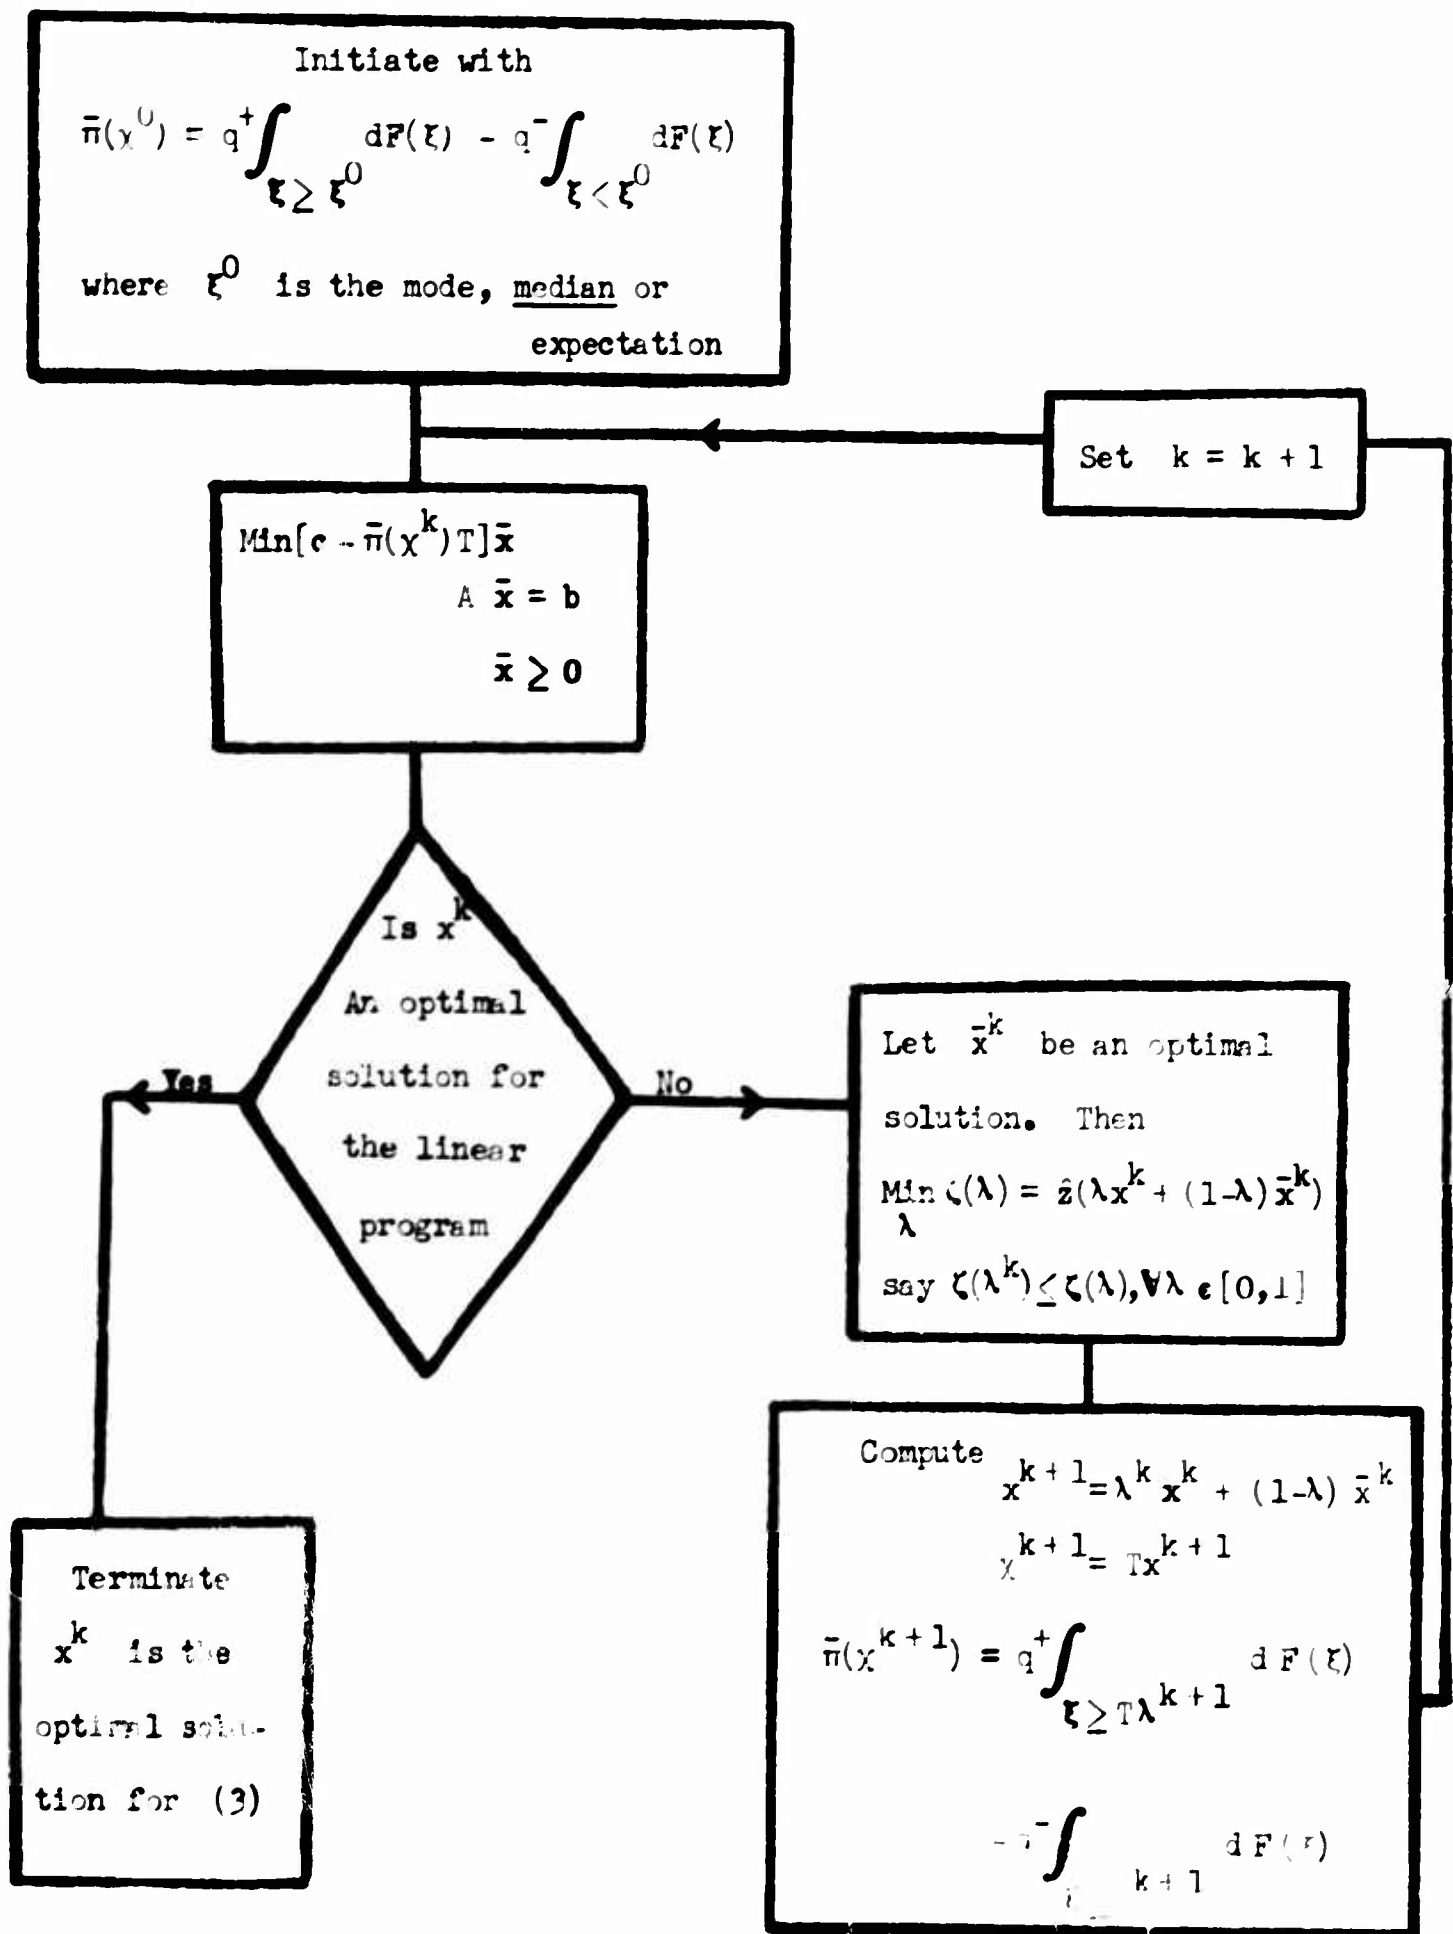 Initiate with
π̄(χ⁰) = q⁺∫_{ξ ≥ ξ⁰} dF(ξ) - q⁻∫_{ξ < ξ⁰} dF(ξ)
where ξ⁰ is the mode, median or
expectation
Set k = k + 1
Min[c - π̄(χᵏ)T]x̄
A x̄ = b
x̄ ≥ 0
Is xᵏ
An optimal
solution for
the linear
program
Yes
No
Let x̄ᵏ be an optimal
solution. Then
Min ζ(λ) = ẑ(λxᵏ + (1-λ)x̄ᵏ)
λ
say ζ(λᵏ) ≤ ζ(λ), ∀λ ϵ [0,1]
Compute
xᵏ⁺¹ = λᵏ xᵏ + (1-λ) x̄ᵏ
χᵏ⁺¹ = Txᵏ⁺¹
π̄(χᵏ⁺¹) = q⁺∫_{ξ ≥ Tλᵏ⁺¹} d F(ξ)
- ⁻∫ k + 1 d F(
Terminate
xᵏ is the
optimal solu-
tion for (3)